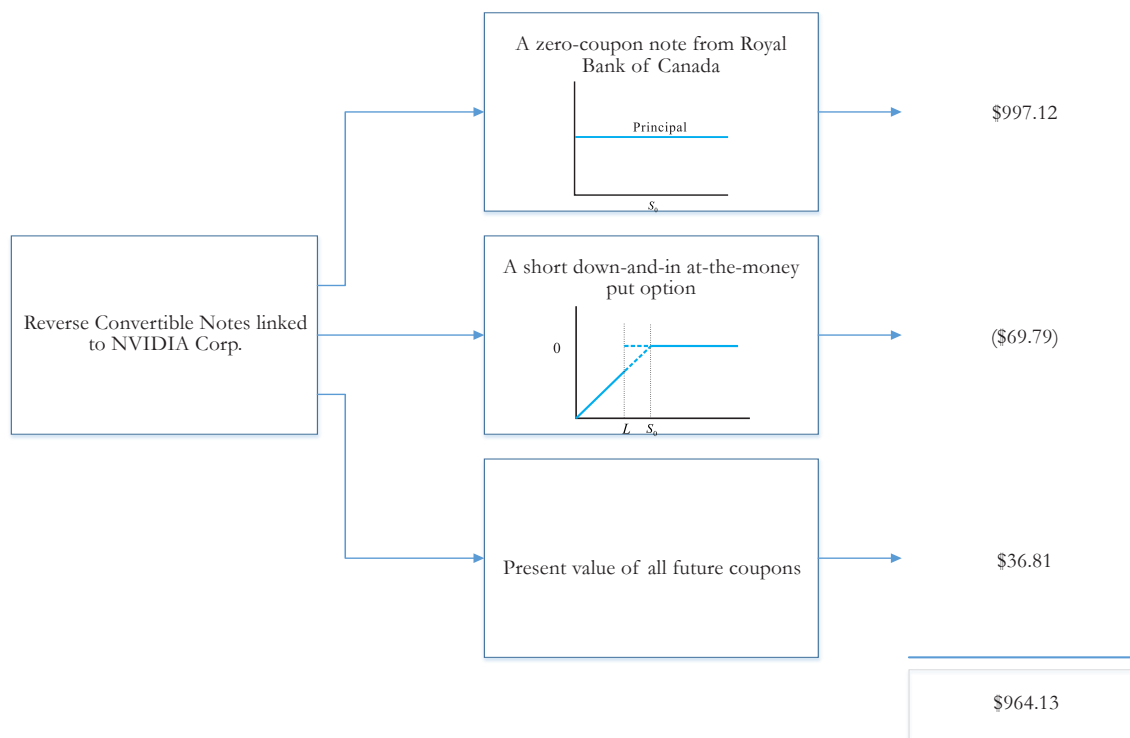 A zero-coupon note from Royal
Bank of Canada
Principal
S₀
$997.12
Reverse Convertible Notes linked
to NVIDIA Corp.
A short down-and-in at-the-money
put option
0
L
S₀
($69.79)
Present value of all future coupons
$36.81
$964.13